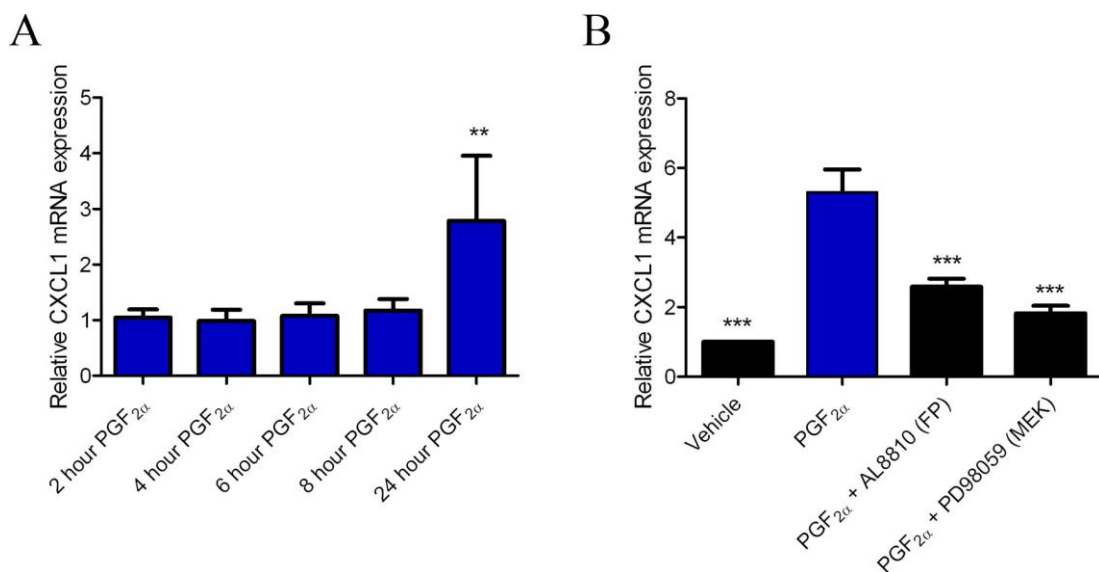 A
Relative CXCL1 mRNA expression
5
4
3
2
1
0
**
2 hour PGF2α
4 hour PGF2α
6 hour PGF2α
8 hour PGF2α
24 hour PGF2α
B
Relative CXCL1 mRNA expression
8
6
4
2
0
***
***
***
Vehicle
PGF2α
PGF2α + AL8810 (FP)
PGF2α + PD98059 (MEK)